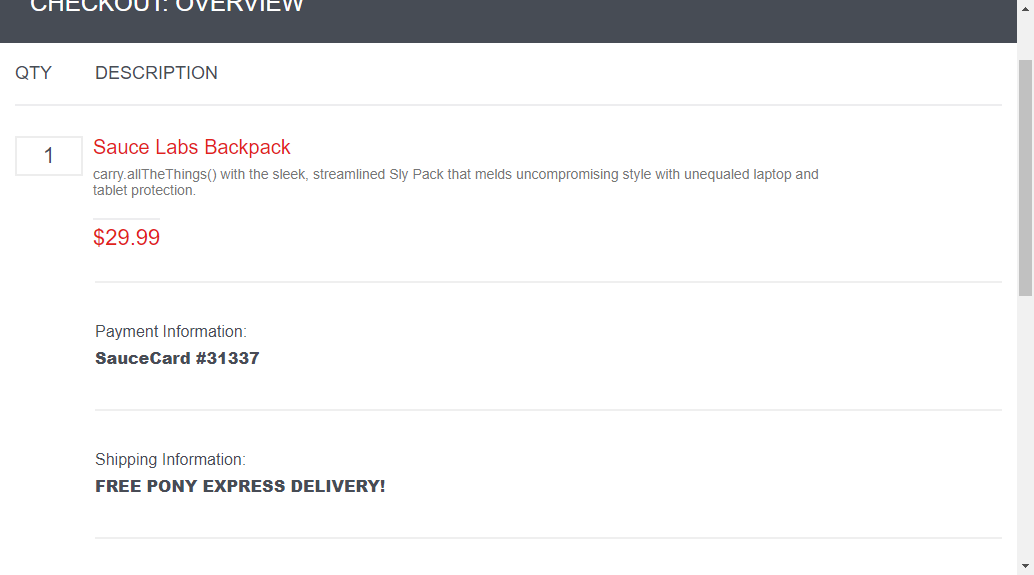 CHECKOUT: OVERVIEW
QTY DESCRIPTION
1 Sauce Labs Backpack
carry.allTheThings() with the sleek, streamlined Sly Pack that melds uncompromising style with unequaled laptop and
tablet protection.
$29.99
Payment Information:
SauceCard #31337
Shipping Information:
FREE PONY EXPRESS DELIVERY!